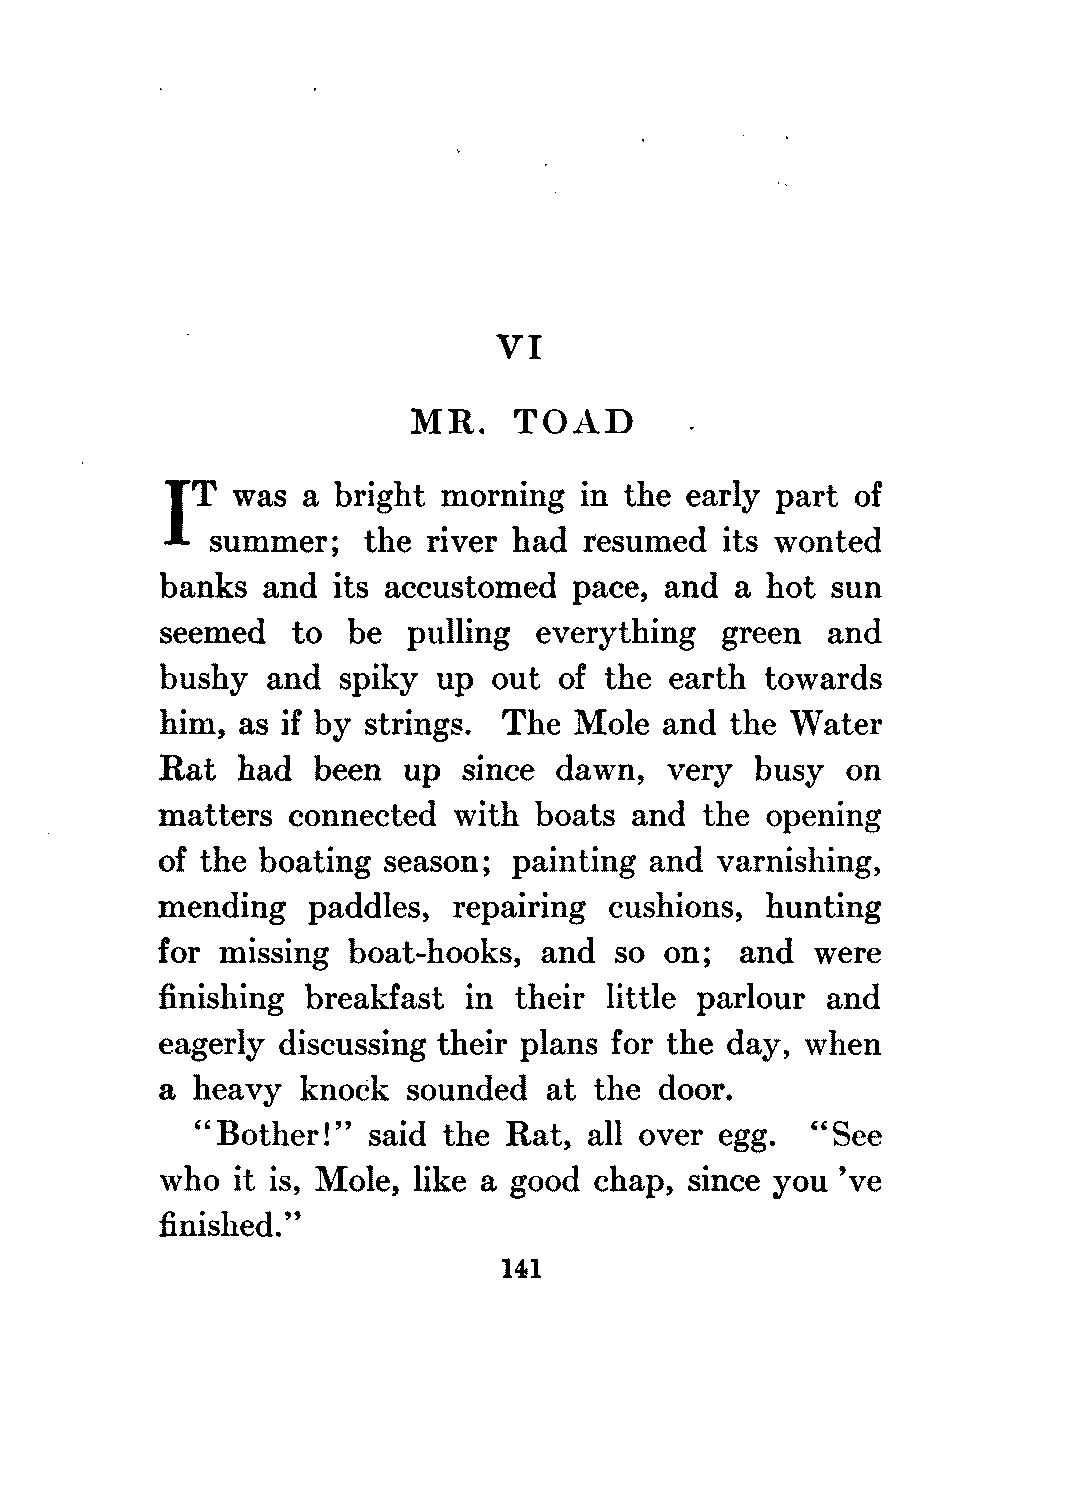 VI
MR. TOAD
IT was a bright morning in the early part of
summer; the river had resumed its wonted
banks and its accustomed pace, and a hot sun
seemed to be pulling everything green and
bushy and spiky up out of the earth towards
him, as if by strings. The Mole and the Water
Rat had been up since dawn, very busy on
matters connected with boats and the opening
of the boating season; painting and varnishing,
mending paddles, repairing cushions, hunting
for missing boat-hooks, and so on; and were
finishing breakfast in their little parlour and
eagerly discussing their plans for the day, when
a heavy knock sounded at the door.
"Bother!" said the Rat, all over egg. "See
who it is, Mole, like a good chap, since you 've
finished."
141